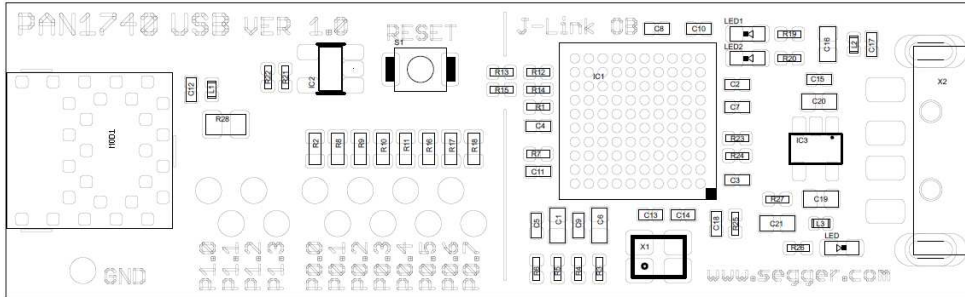 PAN1740 USB VER 1.0
RESET
J-Link OB
S1
IC2
R22
R21
C12
L1
R28
R2
R8
R9
R10
R11
R16
R17
R18
GND
P1.0
P1.1
P1.2
P1.3
P0.0
P0.1
P0.2
P0.4
P0.5
P0.6
P0.7
R13
R12
R15
R14
R1
C4
R7
C11
C8
C10
IC1
LED1
LED2
R19
R20
C16
L2
C17
C2
C7
C15
C20
R23
R24
IC3
C3
X2
R27
C19
C5
C1
C9
C6
C13
C14
C18
R25
C21
L3
LED
R26
X1
R6
R5
R4
R3
www.segger.com